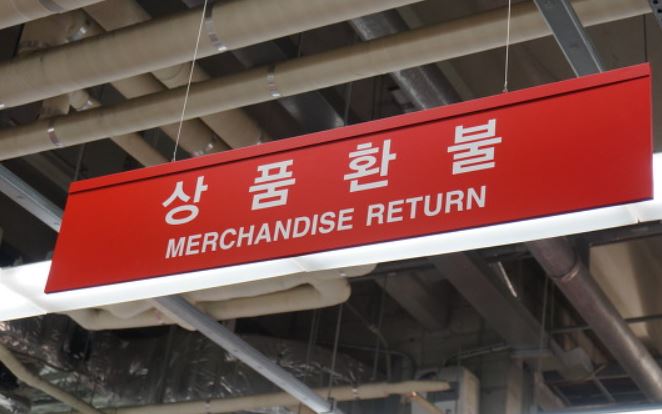 상품환불
MERCHANDISE RETURN